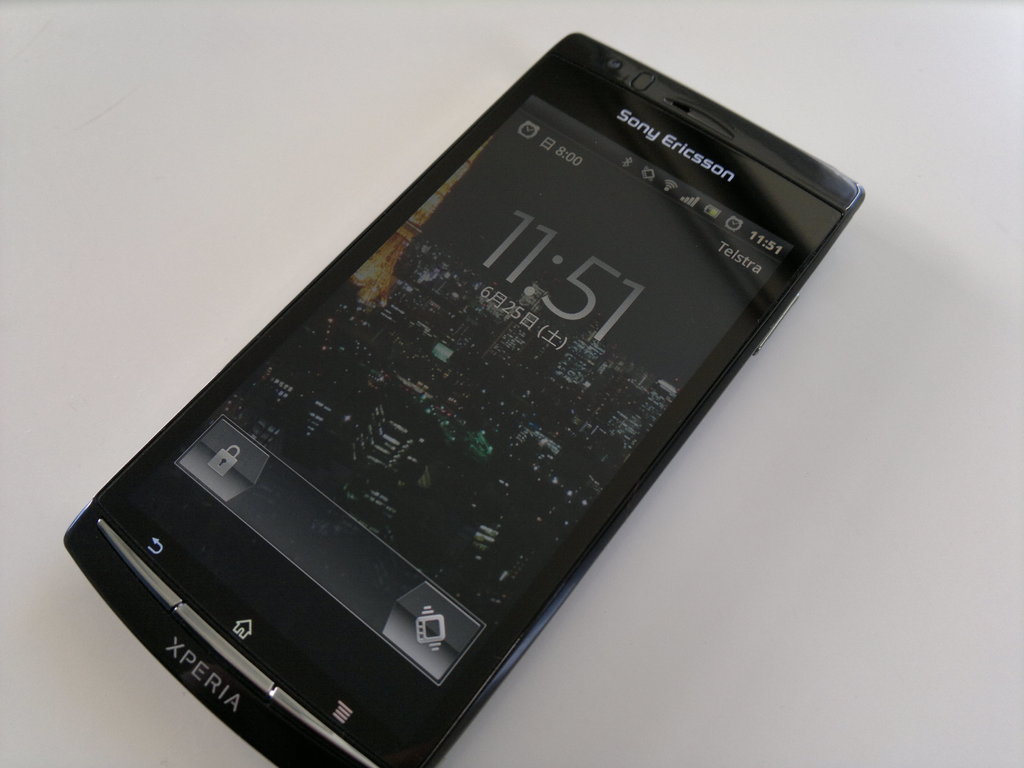 Sony Ericsson
日 8:00
11:51
Telstra
11:51
6月25日 (土)
XPERIA